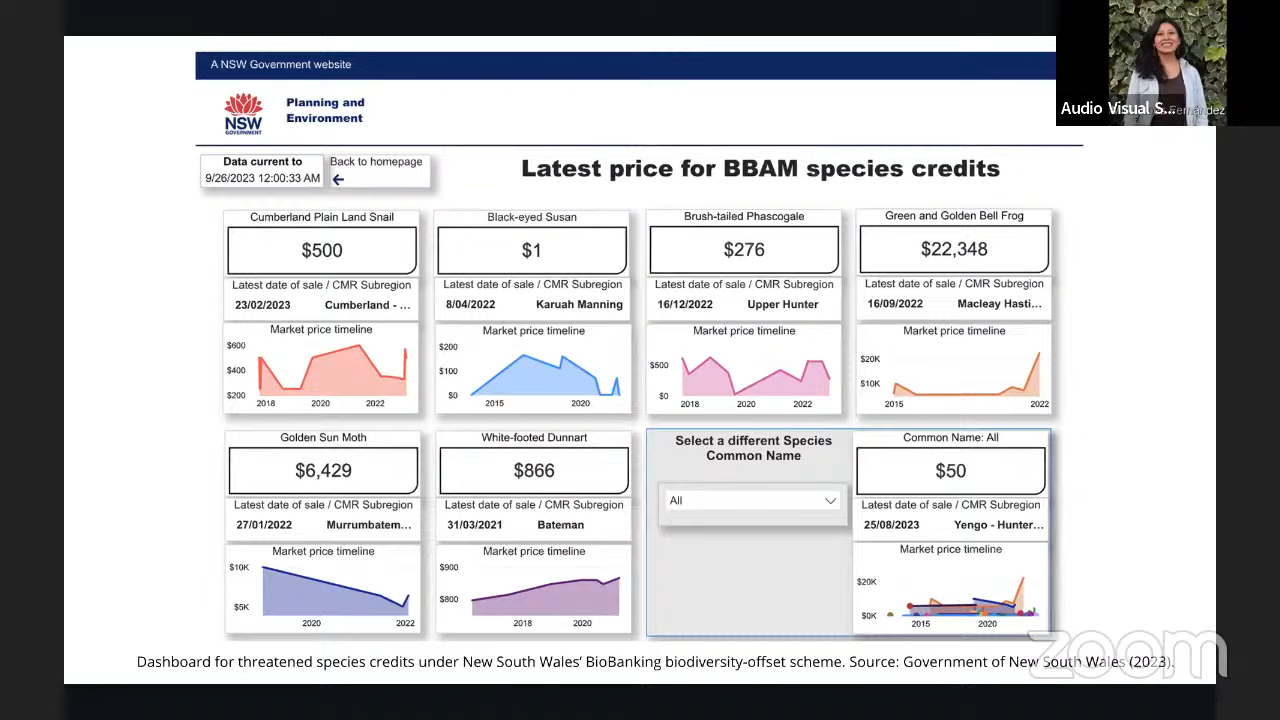 A NSW Government website
NSW
GOVERNMENT
Planning and
Environment
Audio Visual S... Fernández
Data current to
9/26/2023 12:00:33 AM
Back to homepage
Latest price for BBAM species credits
Cumberland Plain Land Snail
$500
Latest date of sale / CMR Subregion
23/02/2023 Cumberland - ...
Market price timeline
$600
$400
$200
2018 2020 2022
Black-eyed Susan
$1
Latest date of sale / CMR Subregion
8/04/2022 Karuah Manning
Market price timeline
$200
$100
$0
2015 2020
Brush-tailed Phascogale
$276
Latest date of sale / CMR Subregion
16/12/2022 Upper Hunter
Market price timeline
$500
$0
2018 2020 2022
Green and Golden Bell Frog
$22,348
Latest date of sale / CMR Subregion
16/09/2022 Macleay Hasti...
Market price timeline
$20K
$10K
2015 2022
Golden Sun Moth
$6,429
Latest date of sale / CMR Subregion
27/01/2022 Murrumbatem...
Market price timeline
$10K
$5K
2020 2022
White-footed Dunnart
$866
Latest date of sale / CMR Subregion
31/03/2021 Bateman
Market price timeline
$900
$800
2018 2020
Select a different Species
Common Name
All
Common Name: All
$50
Latest date of sale / CMR Subregion
25/08/2023 Yengo - Hunter...
Market price timeline
$20K
$0K
2015 2020
Dashboard for threatened species credits under New South Wales' BioBanking biodiversity-offset scheme. Source: Government of New South Wales (2023).
zoom